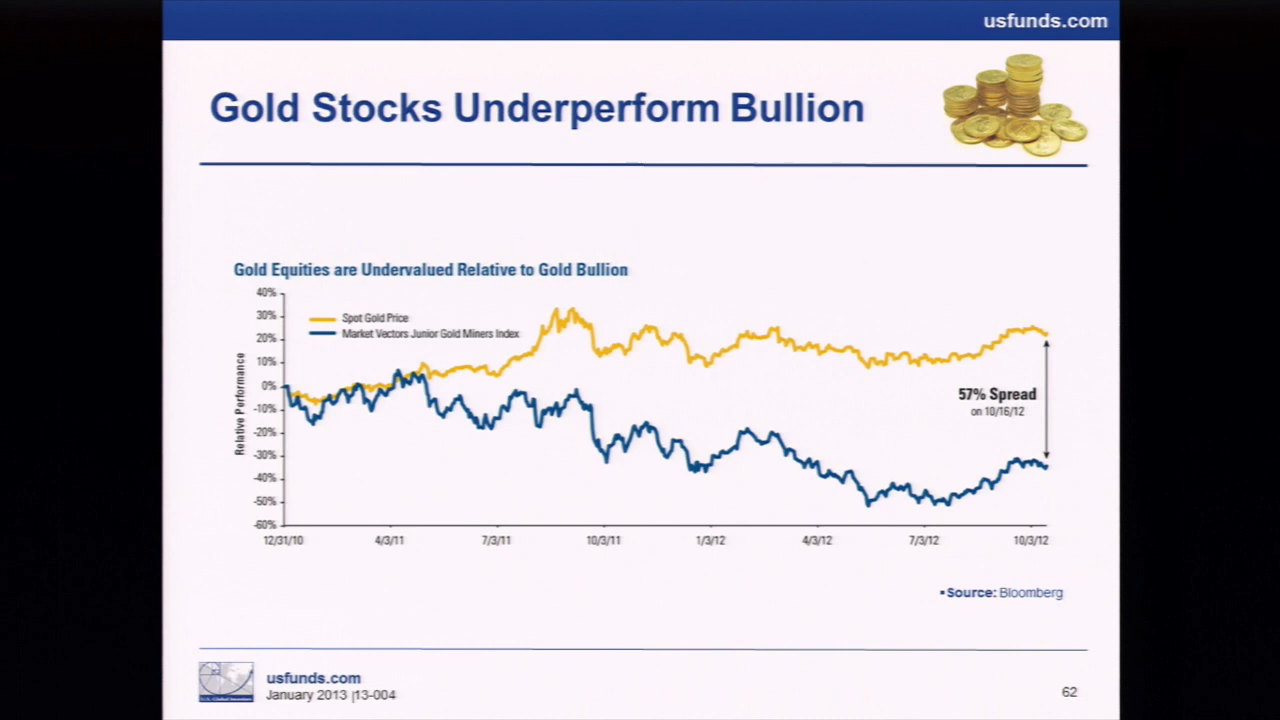 usfunds.com
Gold Stocks Underperform Bullion
Gold Equities are Undervalued Relative to Gold Bullion
40%
30%
20%
10%
0%
-10%
-20%
-30%
-40%
-50%
-60%
Relative Performance
Spot Gold Price
Market Vectors Junior Gold Miners Index
57% Spread
on 10/16/12
12/31/10 4/3/11 7/3/11 10/3/11 1/3/12 4/3/12 7/3/12 10/3/12
▪Source: Bloomberg
U.S. Global Investors
usfunds.com
January 2013 |13-004
62